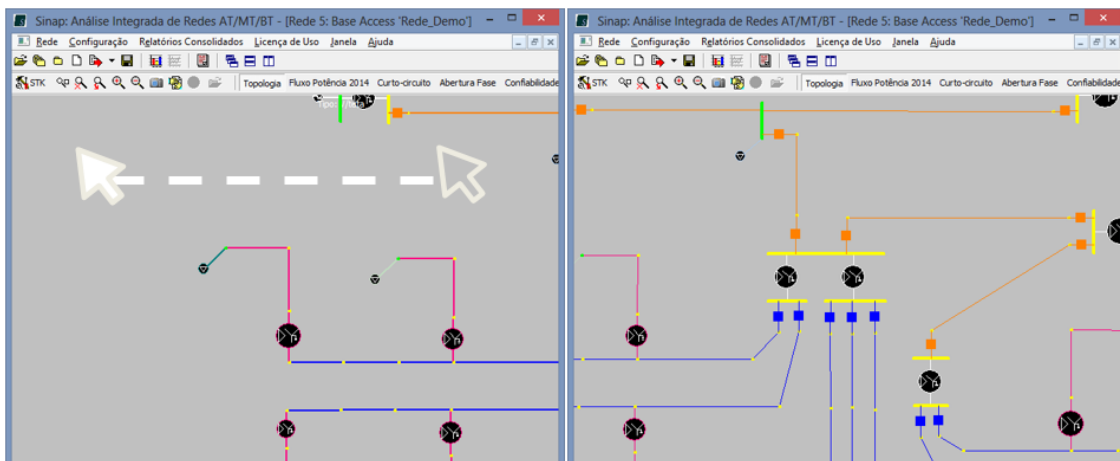 Sinap: Análise Integrada de Redes AT/MT/BT - [Rede 5: Base Access 'Rede_Demo']
Rede Configuração Relatórios Consolidados Licença de Uso Janela Ajuda
STK Topologia Fluxo Potência 2014 Curto-circuito Abertura Fase Confiabilidade
Sinap: Análise Integrada de Redes AT/MT/BT - [Rede 5: Base Access 'Rede_Demo']
Rede Configuração Relatórios Consolidados Licença de Uso Janela Ajuda
STK Topologia Fluxo Potência 2014 Curto-circuito Abertura Fase Confiabilidade